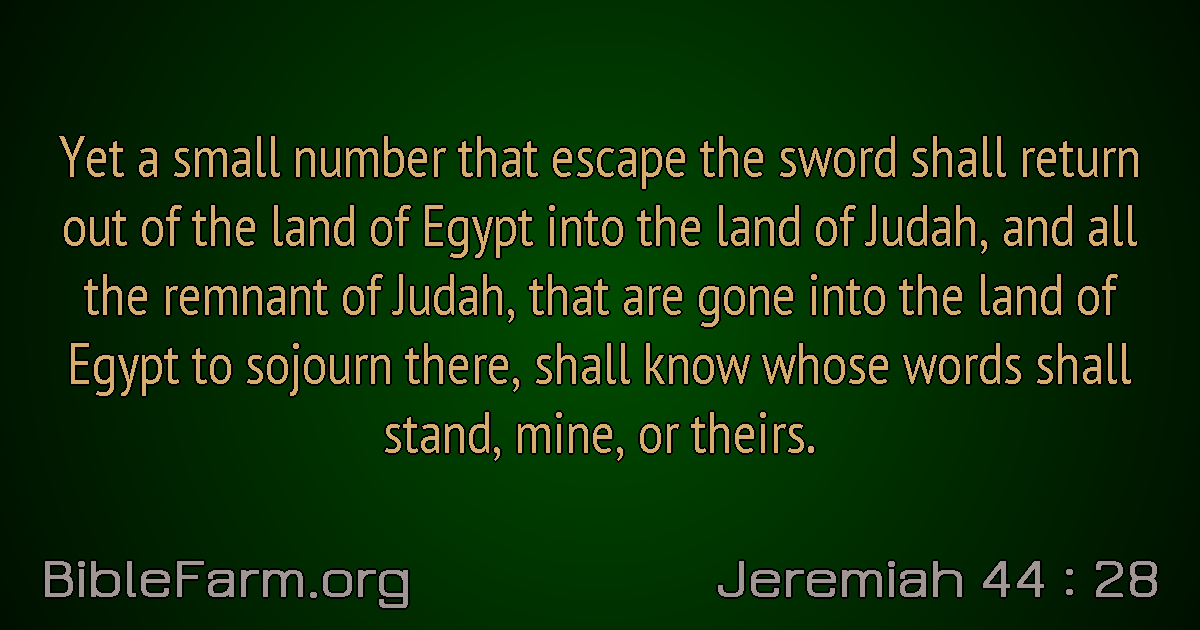 Yet a small number that escape the sword shall return
out of the land of Egypt into the land of Judah, and all
the remnant of Judah, that are gone into the land of
Egypt to sojourn there, shall know whose words shall
stand, mine, or theirs.
BibleFarm.org
Jeremiah 44 : 28